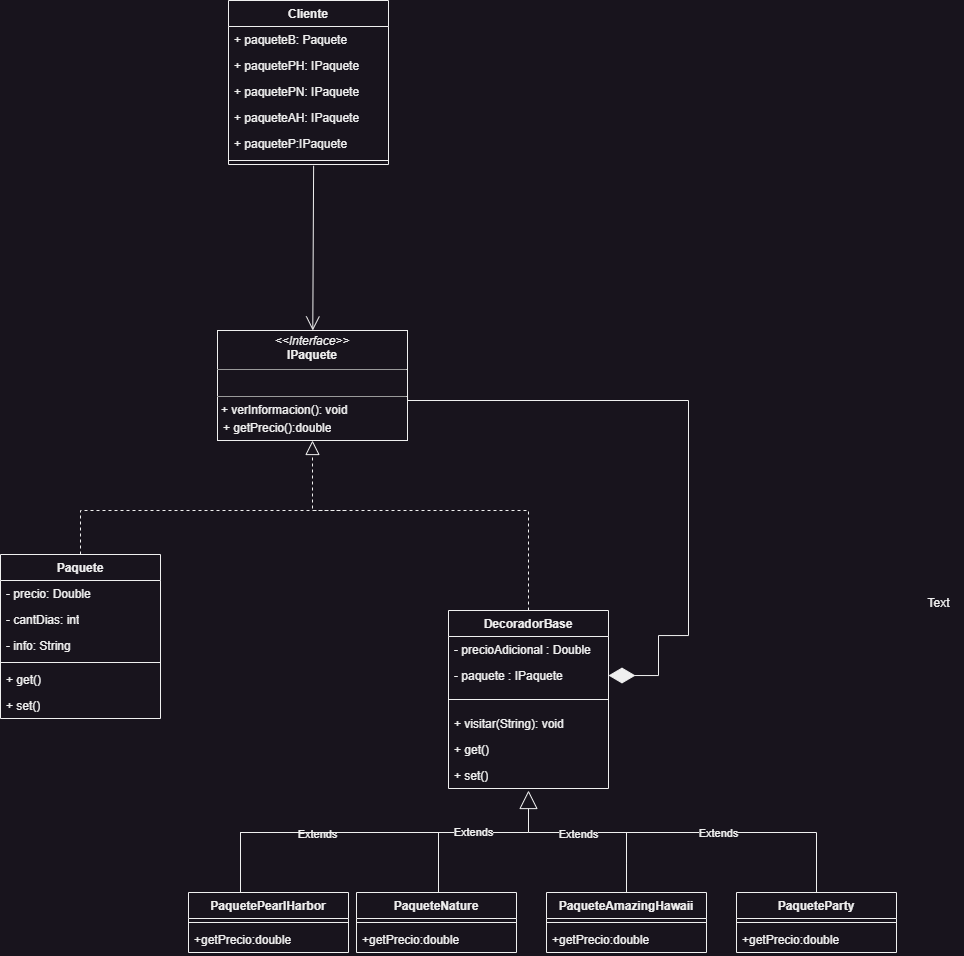 Cliente
+ paqueteB: Paquete
+ paquetePH: IPaquete
+ paquetePN: IPaquete
+ paqueteAH: IPaquete
+ paqueteP:IPaquete
<<Interface>>
IPaquete
+ verInformacion(): void
+ getPrecio():double
Paquete
- precio: Double
- cantDias: int
- info: String
+ get()
+ set()
Text
DecoradorBase
- precioAdicional : Double
- paquete : IPaquete
+ visitar(String): void
+ get()
+ set()
Extends
Extends
Extends
Extends
PaquetePearlHarbor
+getPrecio:double
PaqueteNature
+getPrecio:double
PaqueteAmazingHawaii
+getPrecio:double
PaqueteParty
+getPrecio:double